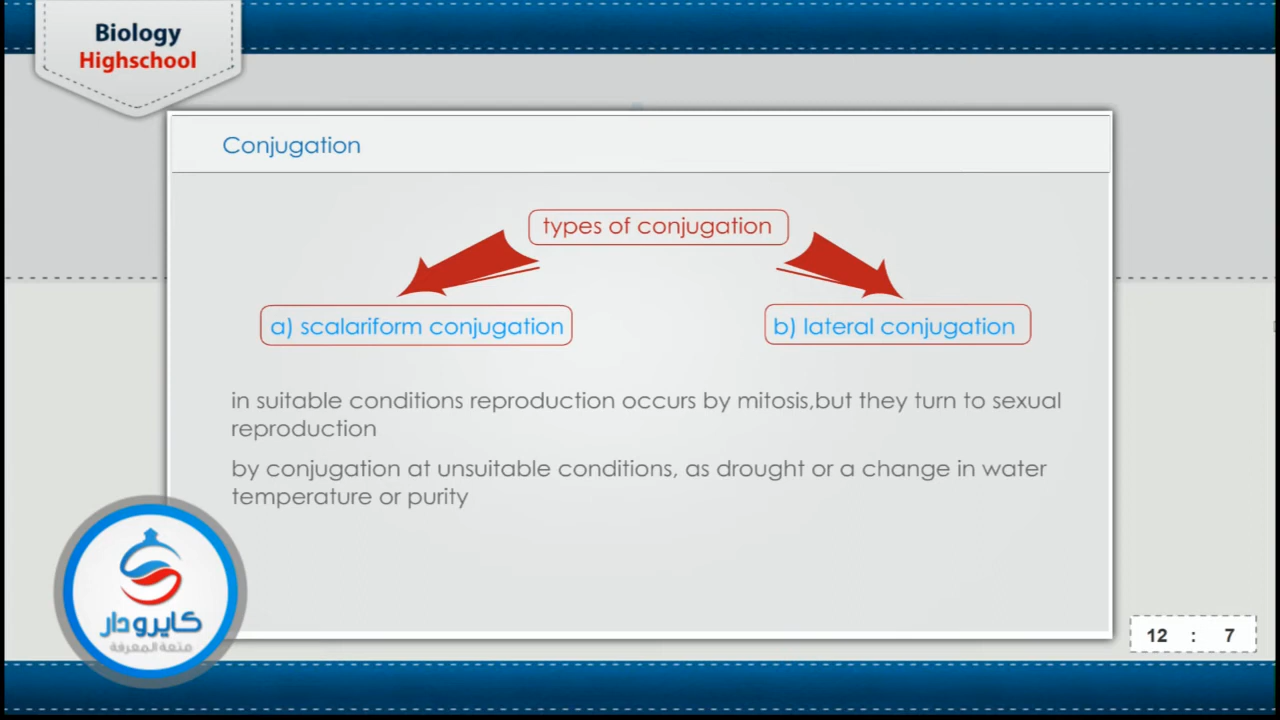 Biology
Highschool
Conjugation
types of conjugation
a) scalariform conjugation
b) lateral conjugation
in suitable conditions reproduction occurs by mitosis,but they turn to sexual
reproduction
by conjugation at unsuitable conditions, as drought or a change in water
temperature or purity
كايرودار
متعة المعرفة
12 : 7